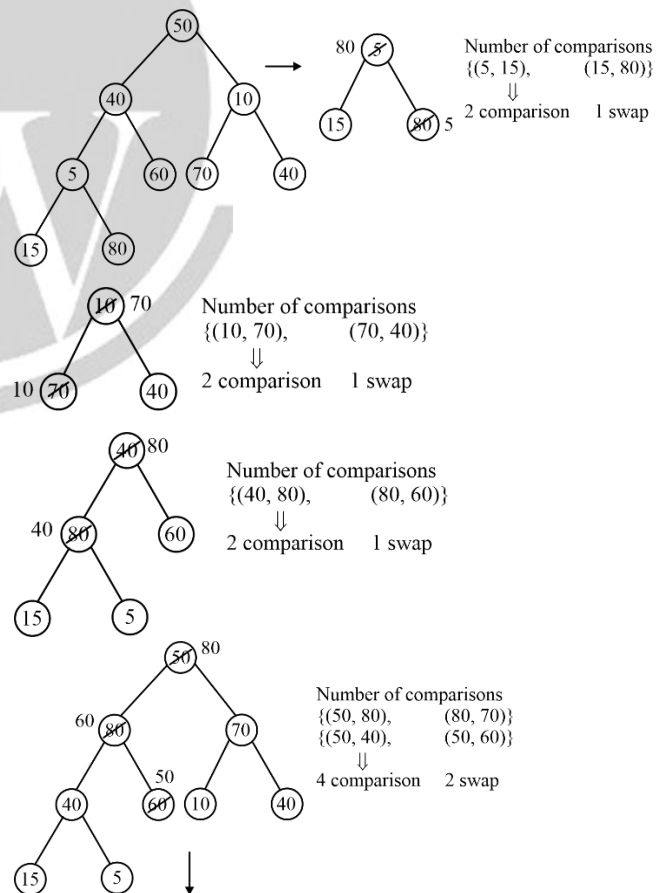 50
40
10
5
60
70
40
15
80
80 5
15
80 5
Number of comparisons
{(5, 15), (15, 80)}
⇓
2 comparison 1 swap
10 70
10 70
40
Number of comparisons
{(10, 70), (70, 40)}
⇓
2 comparison 1 swap
40 80
40 80
60
15
5
Number of comparisons
{(40, 80), (80, 60)}
⇓
2 comparison 1 swap
50 80
60 80
70
50
40
60
10
40
15
5
Number of comparisons
{(50, 80), (80, 70)}
{(50, 40), (50, 60)}
⇓
4 comparison 2 swap